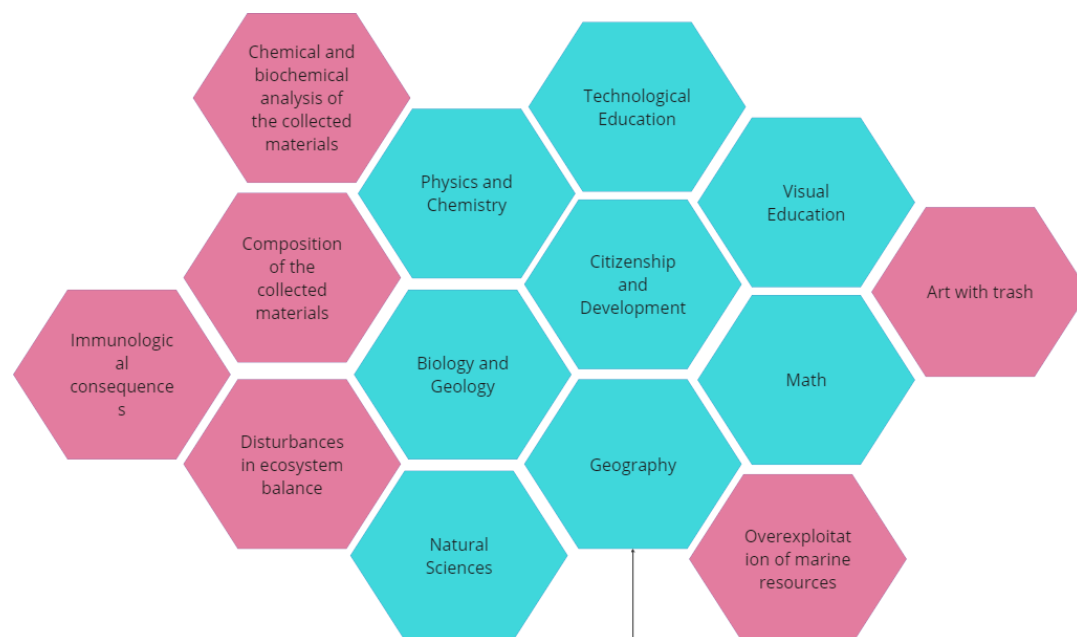 Chemical and
biochemical
analysis of
the collected
materials
Technological
Education
Physics and
Chemistry
Visual
Education
Composition
of the
collected
materials
Citizenship
and
Development
Art with trash
Immunologic
al
consequence
s
Biology and
Geology
Math
Disturbances
in ecosystem
balance
Geography
Natural
Sciences
Overexploitat
ion of marine
resources